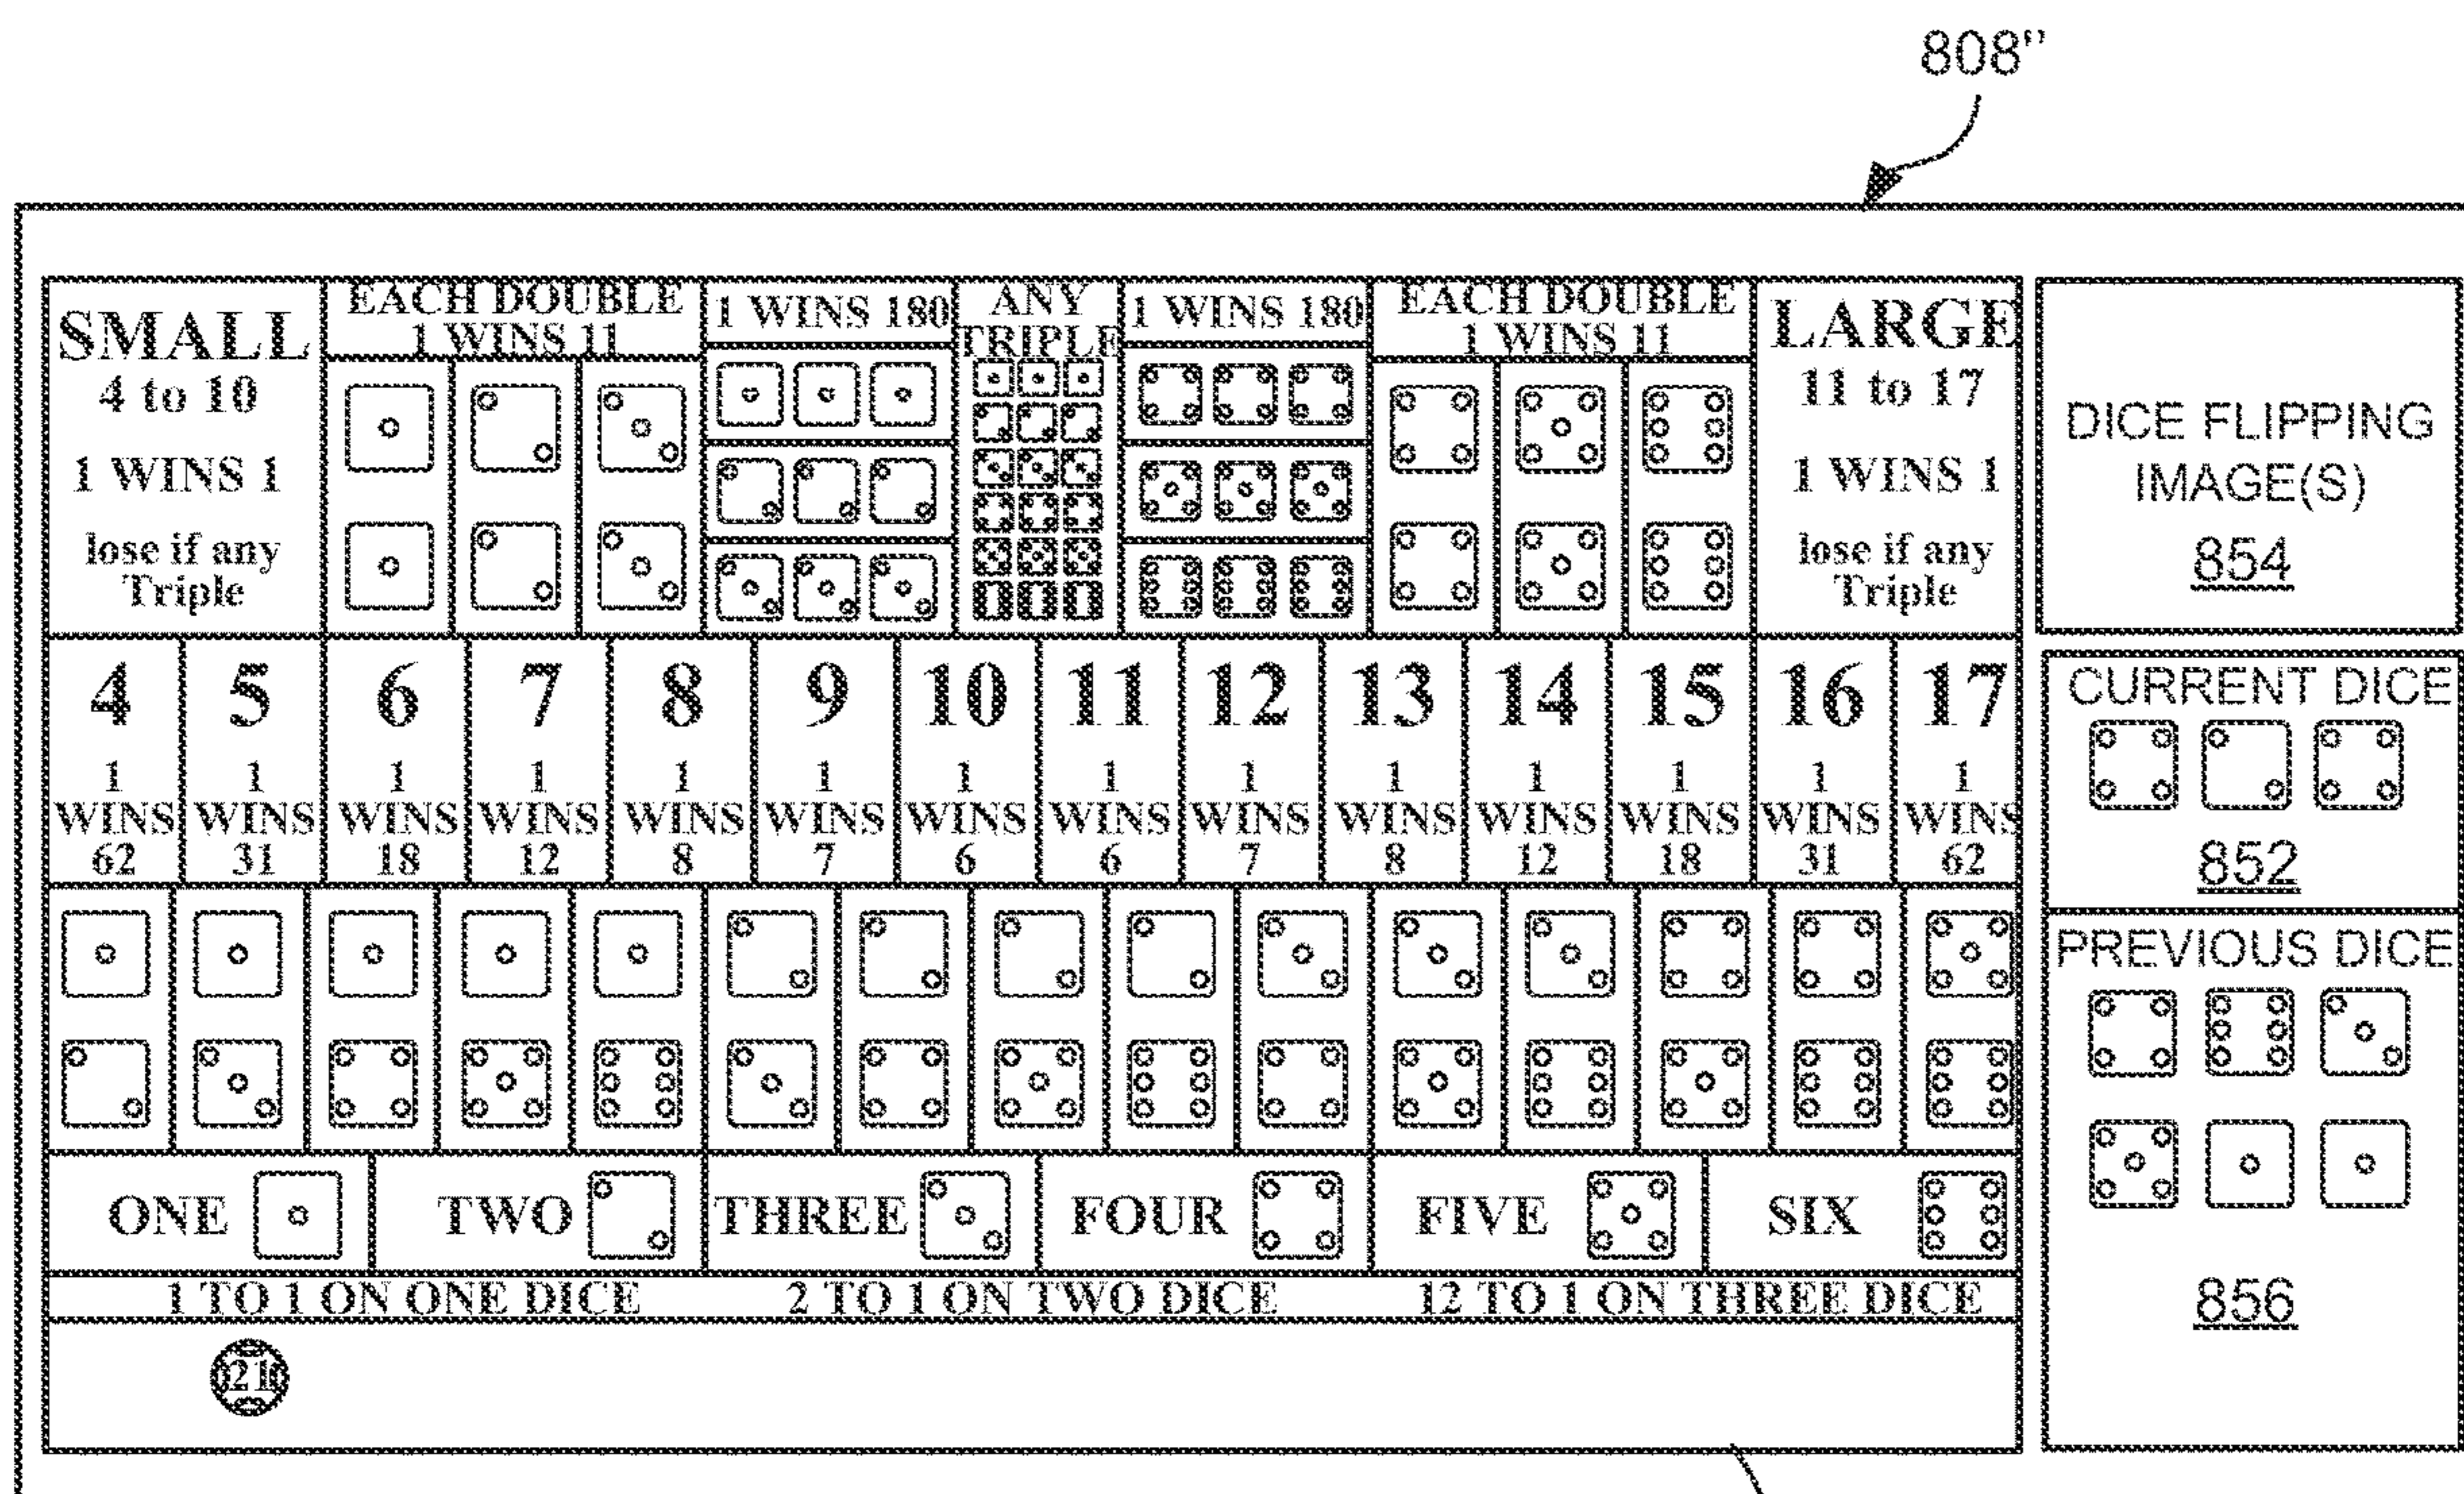 808"
SMALL
4 to 10
1 WINS 1
lose if any
Triple
EACH DOUBLE
1 WINS 11
1 WINS 180
ANY
TRIPLE
1 WINS 180
EACH DOUBLE
1 WINS 11
LARGE
11 to 17
1 WINS 1
lose if any
Triple
DICE FLIPPING
IMAGE(S)
854
4 5 6 7 8 9 10 11 12 13 14 15 16 17
1 1 1 1 1 1 1 1 1 1 1 1 1 1
WINS WINS WINS WINS WINS WINS WINS WINS WINS WINS WINS WINS WINS WINS
62 31 18 12 8 7 6 6 7 8 12 18 31 62
CURRENT DICE
852
PREVIOUS DICE
856
ONE TWO THREE FOUR FIVE SIX
1 TO 1 ON ONE DICE 2 TO 1 ON TWO DICE 12 TO 1 ON THREE DICE
21